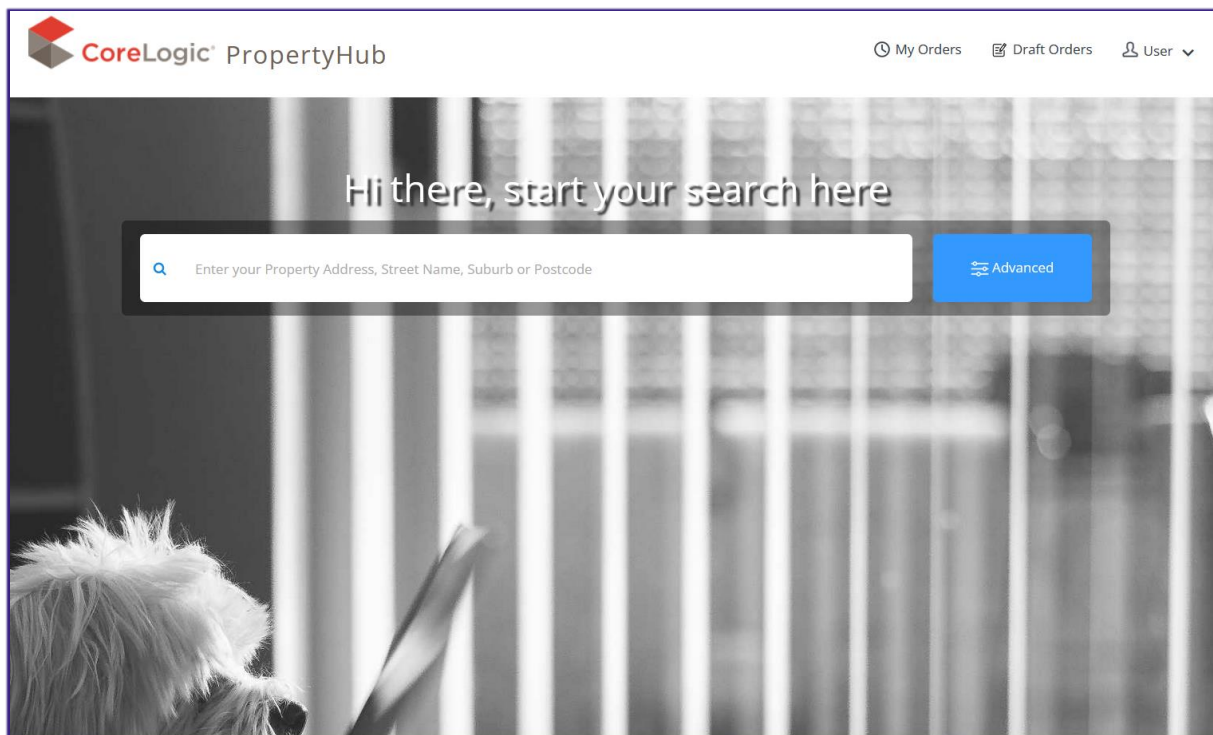 CoreLogic® PropertyHub
My Orders
Draft Orders
User
Hi there, start your search here
Enter your Property Address, Street Name, Suburb or Postcode
Advanced